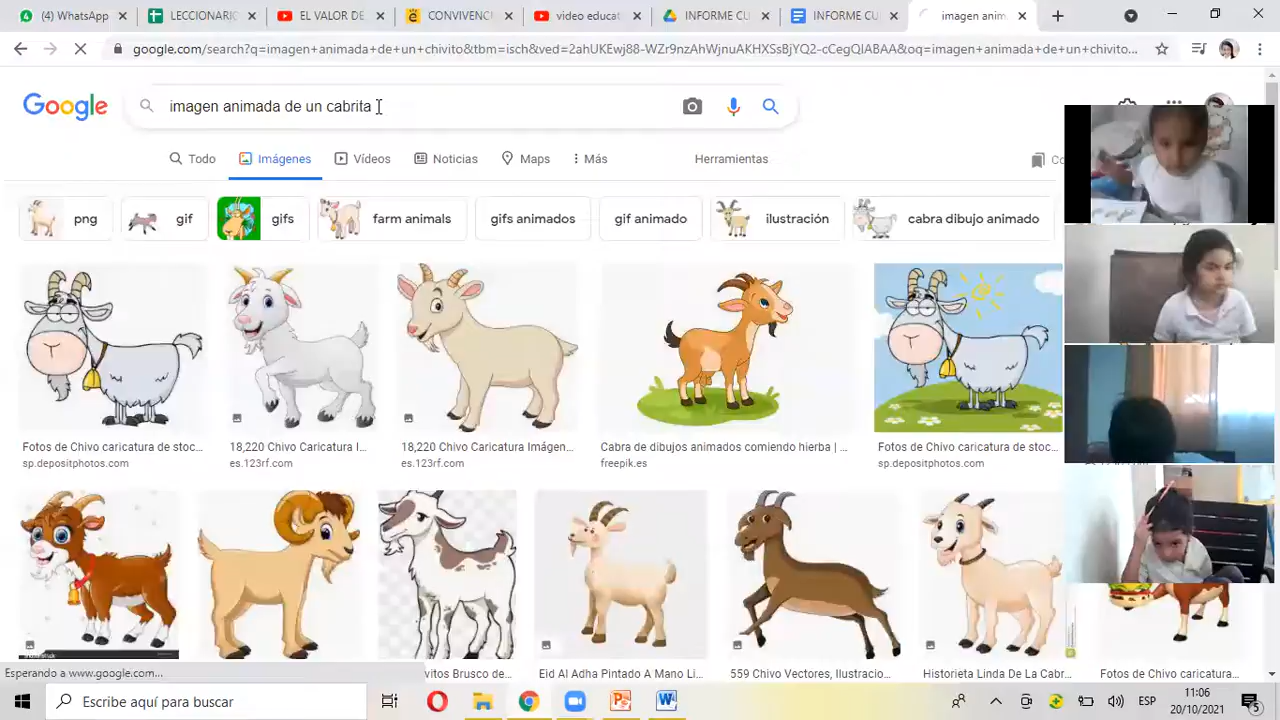 (4) WhatsApp
LECCIONARI
EL VALOR DE
CONVIVENC
video educat
INFORME CU
INFORME CU
imagen anim
google.com/search?q=imagen+animada+de+un+chivito&tbm=isch&ved=2ahUKEwj88-WZr9nzAhWjnuAKHXSsBjYQ2-cCegQIABAA&oq=imagen+animada+de+un+chivito...
Google
imagen animada de un cabrita
Todo
Imágenes
Vídeos
Noticias
Maps
Más
Herramientas
Co
png
gif
gifs
farm animals
gifs animados
gif animado
ilustración
cabra dibujo animado
Fotos de Chivo caricatura de stoc...
18,220 Chivo Caricatura I...
18,220 Chivo Caricatura Imágen...
Cabra de dibujos animados comiendo hierba | ...
Fotos de Chivo caricatura de stoc...
sp.depositphotos.com
es.123rf.com
es.123rf.com
freepik.es
sp.depositphotos.com
Esperando a www.google.com...
vitos Brusco de...
Eid Al Adha Pintado A Mano Li...
559 Chivo Vectores, Ilustracio...
Historieta Linda De La Cabr...
Fotos de Chivo caricatura...
Escribe aquí para buscar
ESP
11:06
20/10/2021
5